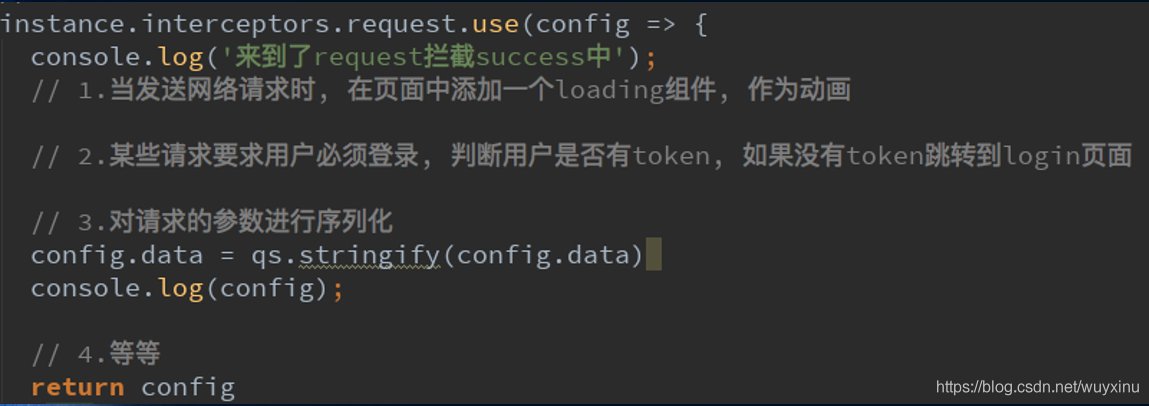 instance.interceptors.request.use(config => {
console.log('来到了request拦截success中');
// 1.当发送网络请求时, 在页面中添加一个loading组件, 作为动画
// 2.某些请求要求用户必须登录, 判断用户是否有token, 如果没有token跳转到login页面
// 3.对请求的参数进行序列化
config.data = qs.stringify(config.data)
console.log(config);
// 4.等等
return config
https://blog.csdn.net/wuyxinu